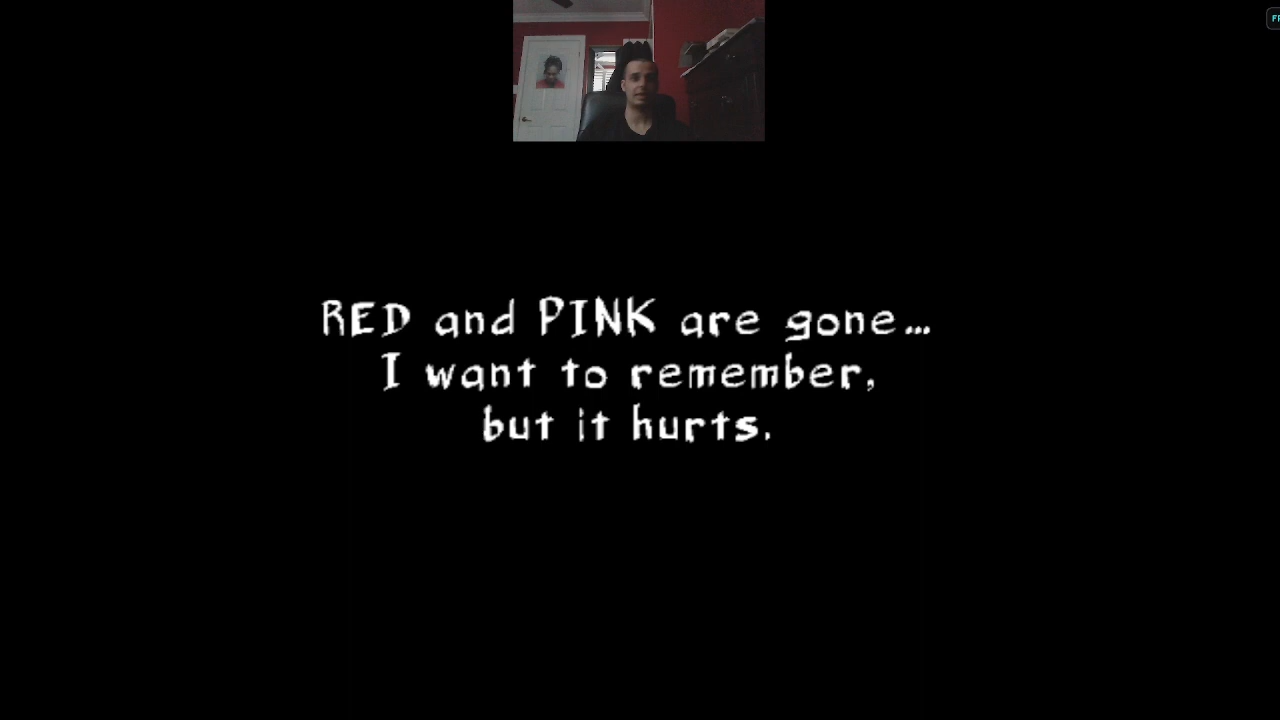 RED and PINK are gone...
I want to remember,
but it hurts.